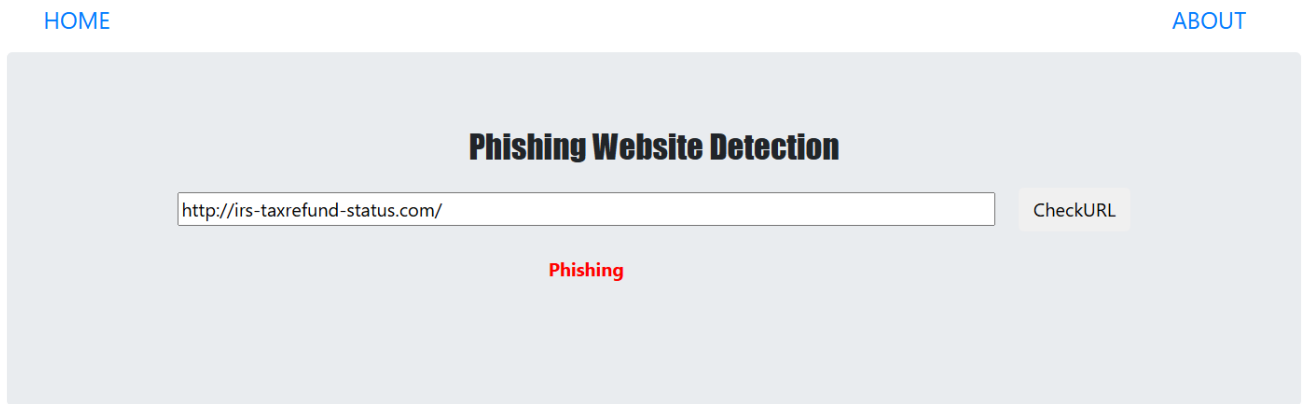 HOME ABOUT
Phishing Website Detection
http://irs-taxrefund-status.com/ CheckURL
Phishing